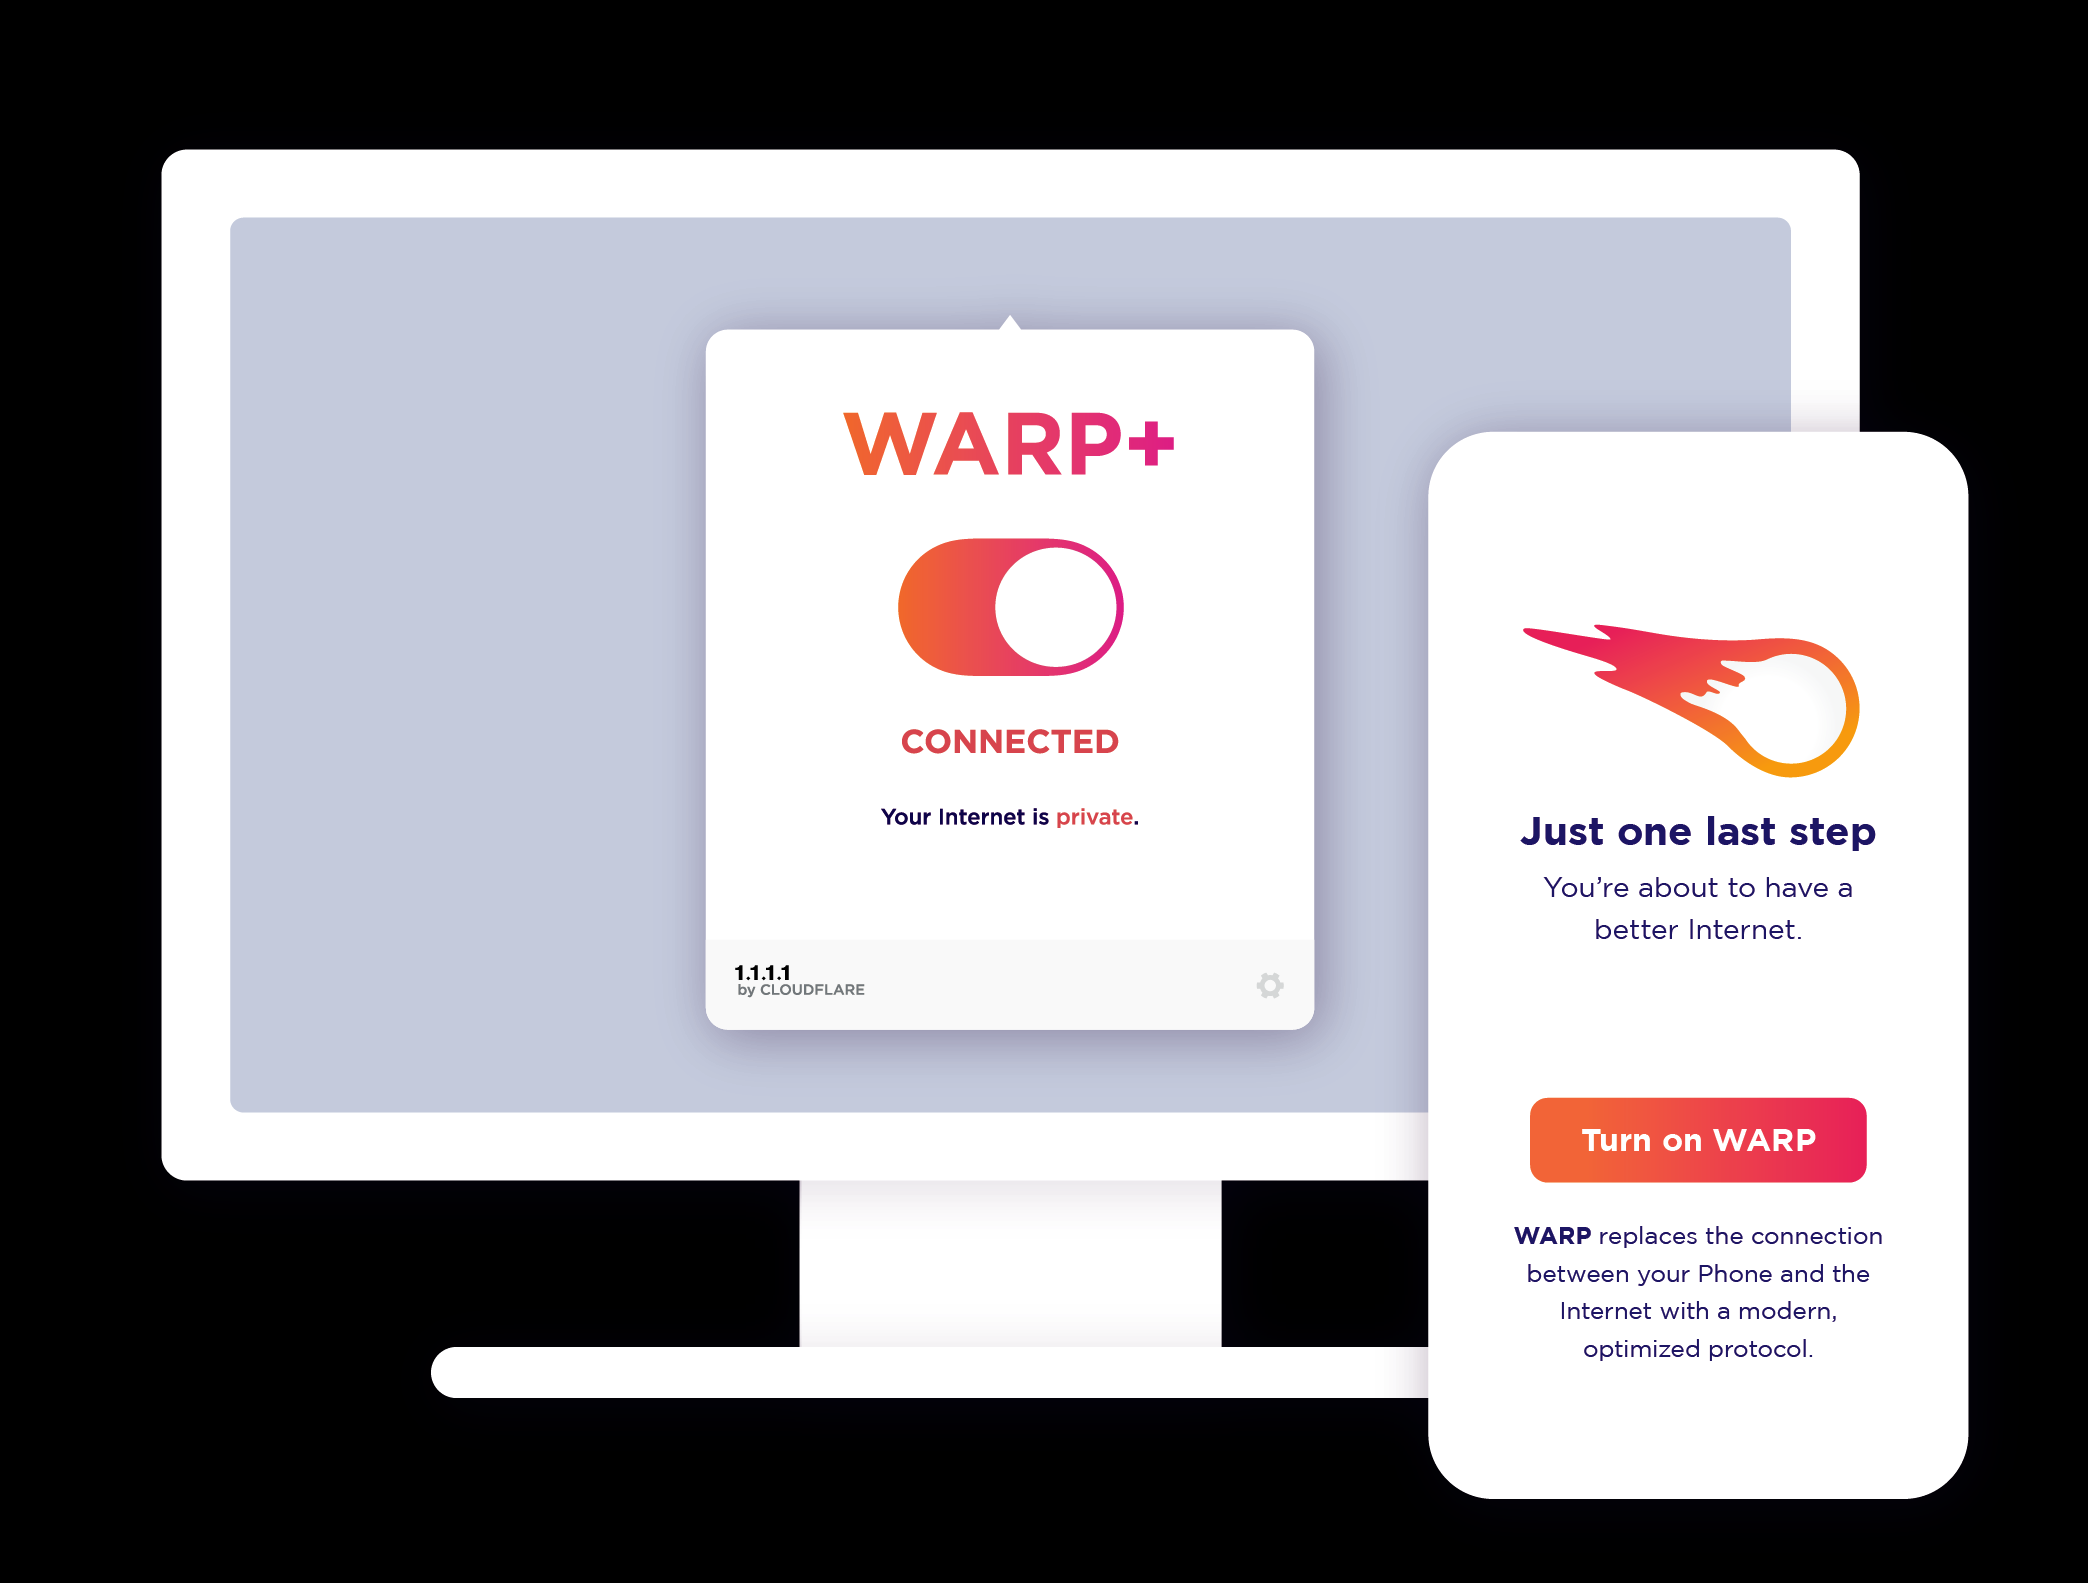 WARP+
CONNECTED
Your Internet is private.
1.1.1.1
by CLOUDFLARE
Just one last step
You’re about to have a
better Internet.
Turn on WARP
WARP replaces the connection
between your Phone and the
Internet with a modern,
optimized protocol.